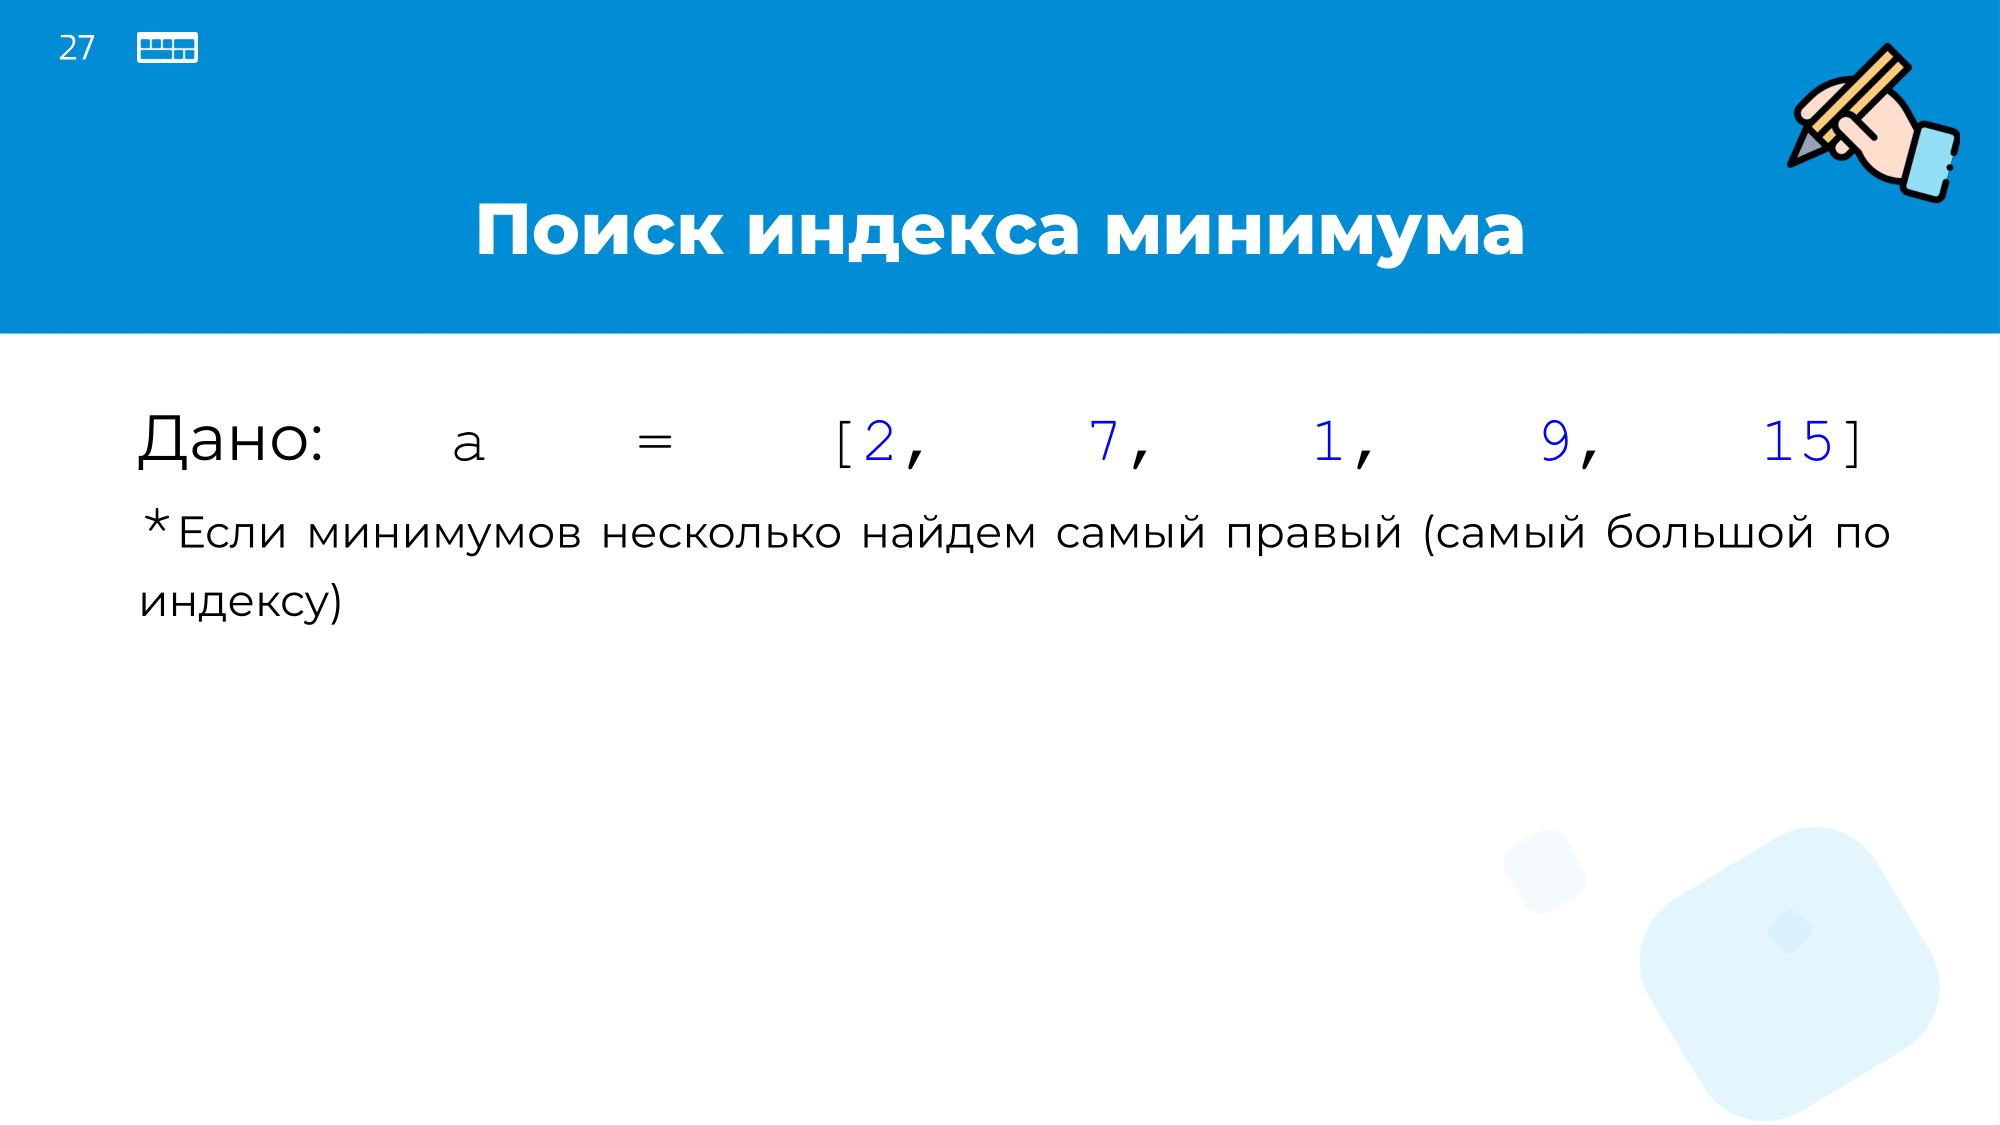 27
Поиск индекса минимума
Дано: a = [2, 7, 1, 9, 15]
*Если минимумов несколько найдем самый правый (самый большой по
индексу)